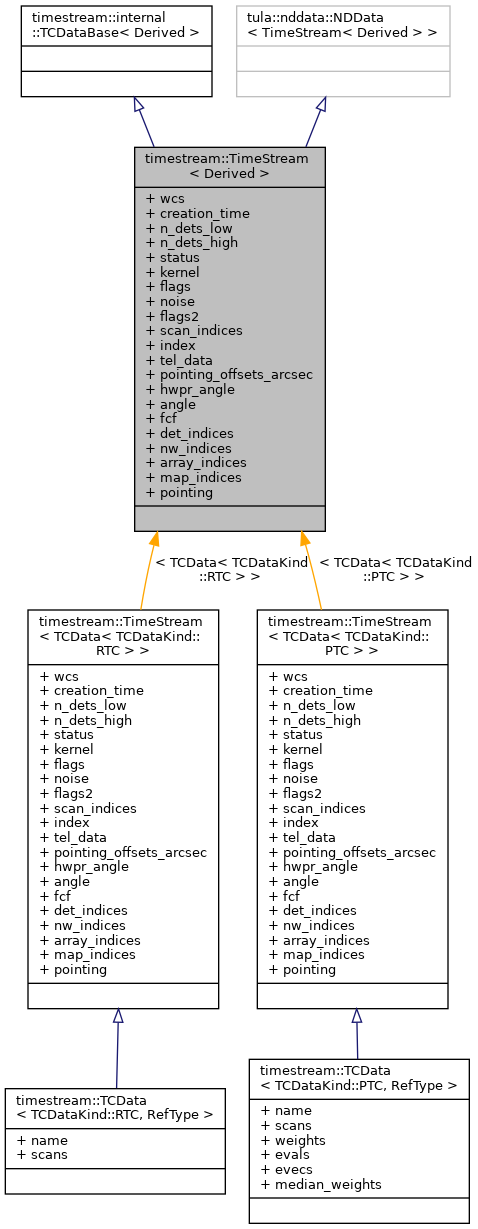 timestream::internal
::TCDataBase< Derived >
tula::nddata::NDData
< TimeStream< Derived > >
timestream::TimeStream
< Derived >
+ wcs
+ creation_time
+ n_dets_low
+ n_dets_high
+ status
+ kernel
+ flags
+ noise
+ flags2
+ scan_indices
+ index
+ tel_data
+ pointing_offsets_arcsec
+ hwpr_angle
+ angle
+ fcf
+ det_indices
+ nw_indices
+ array_indices
+ map_indices
+ pointing
< TCData< TCDataKind
::RTC > >
< TCData< TCDataKind
::PTC > >
timestream::TimeStream
< TCData< TCDataKind::
RTC > >
+ wcs
+ creation_time
+ n_dets_low
+ n_dets_high
+ status
+ kernel
+ flags
+ noise
+ flags2
+ scan_indices
+ index
+ tel_data
+ pointing_offsets_arcsec
+ hwpr_angle
+ angle
+ fcf
+ det_indices
+ nw_indices
+ array_indices
+ map_indices
+ pointing
timestream::TimeStream
< TCData< TCDataKind::
PTC > >
+ wcs
+ creation_time
+ n_dets_low
+ n_dets_high
+ status
+ kernel
+ flags
+ noise
+ flags2
+ scan_indices
+ index
+ tel_data
+ pointing_offsets_arcsec
+ hwpr_angle
+ angle
+ fcf
+ det_indices
+ nw_indices
+ array_indices
+ map_indices
+ pointing
timestream::TCData
< TCDataKind::RTC, RefType >
+ name
+ scans
timestream::TCData
< TCDataKind::PTC, RefType >
+ name
+ scans
+ weights
+ evals
+ evecs
+ median_weights